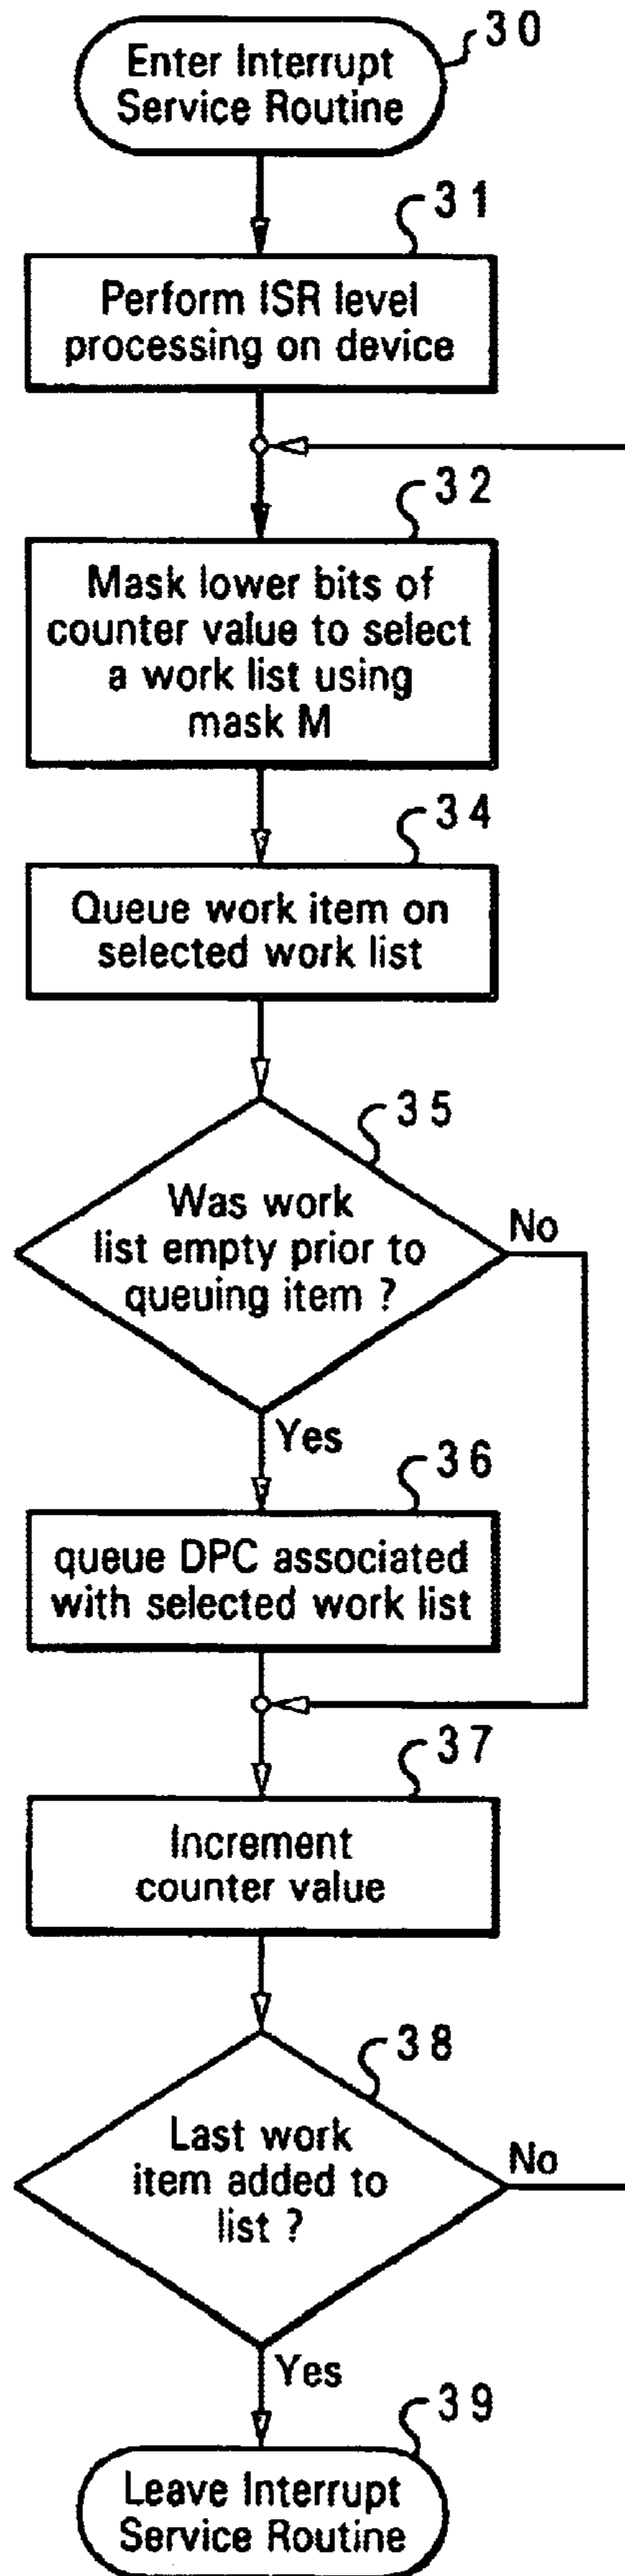 30
Enter Interrupt
Service Routine
31
Perform ISR level
processing on device
32
Mask lower bits of
counter value to select
a work list using
mask M
34
Queue work item on
selected work list
35
Was work
list empty prior to
queuing item ?
No
Yes
36
queue DPC associated
with selected work list
37
Increment
counter value
38
Last work
item added to
list ?
No
Yes
39
Leave Interrupt
Service Routine